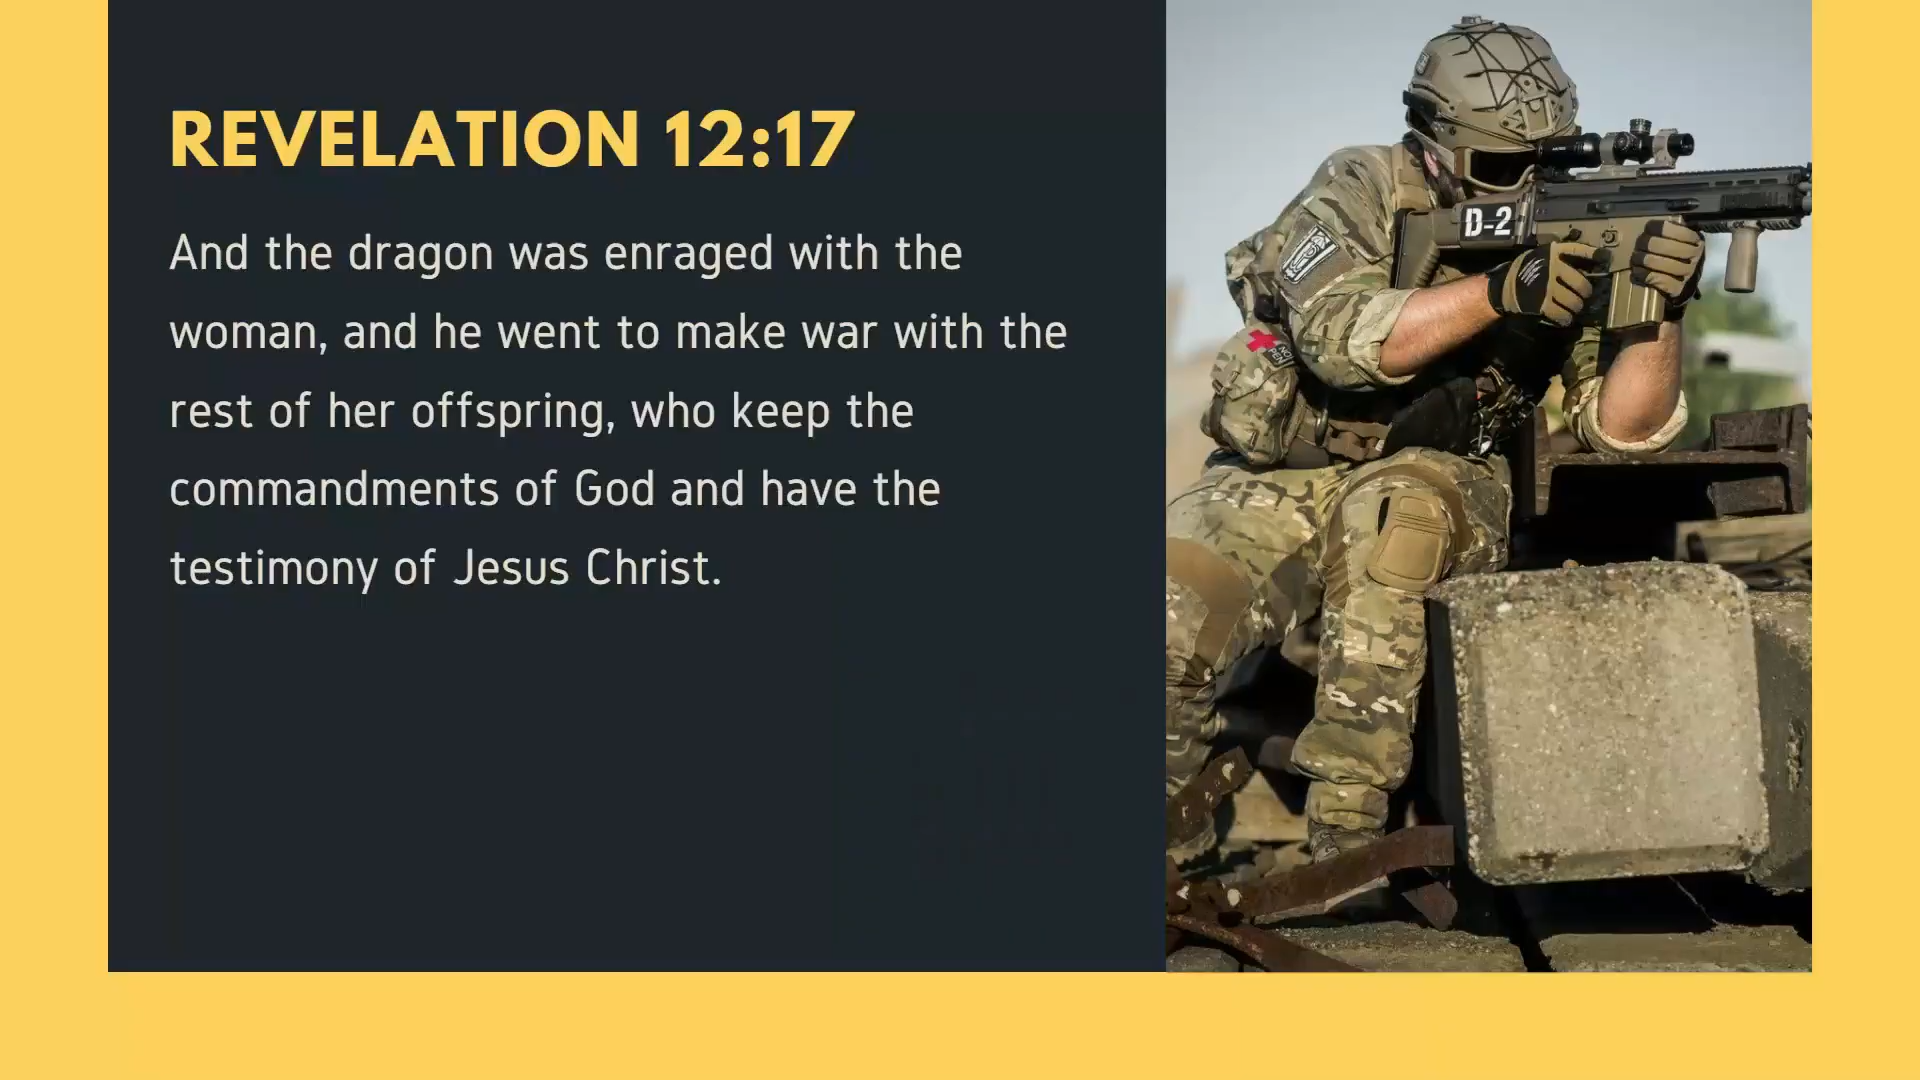 REVELATION 12:17
And the dragon was enraged with the
woman, and he went to make war with the
rest of her offspring, who keep the
commandments of God and have the
testimony of Jesus Christ.
D-2